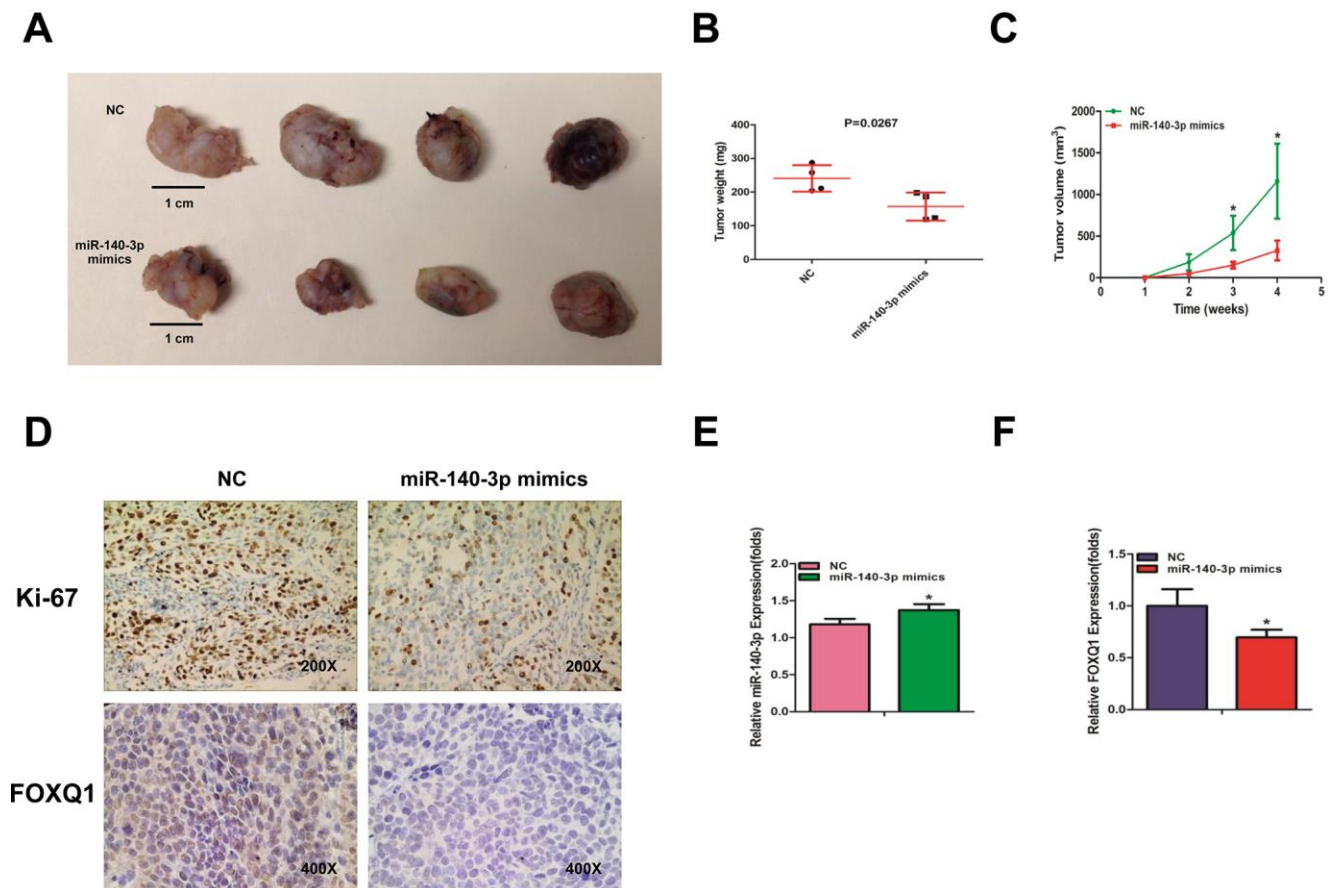 A
NC
1 cm
miR-140-3p
mimics
1 cm
B
P=0.0267
Tumor weight (mg)
400
300
200
100
0
NC
miR-140-3p mimics
C
NC
miR-140-3p mimics
Tumor volume (mm³)
2000
1500
1000
500
0
*
*
0 1 2 3 4 5
Time (weeks)
D
NC miR-140-3p mimics
Ki-67
200X 200X
FOXQ1
400X 400X
E
NC
miR-140-3p mimics
Relative miR-140-3p Expression(folds)
2.0
1.5
1.0
0.5
0.0
*
F
NC
miR-140-3p mimics
Relative FOXQ1 Expression(folds)
1.5
1.0
0.5
0.0
*